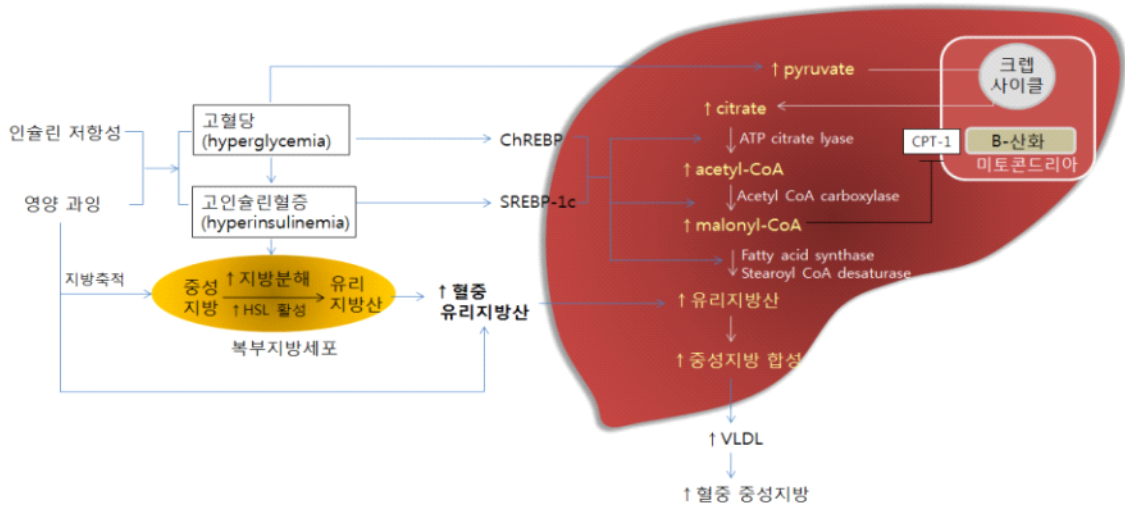 ↑ pyruvate
크렙
사이클
↑ citrate
고혈당
(hyperglycemia)
인슐린 저항성
ChREBP
ATP citrate lyase
CPT-1
B-산화
미토콘드리아
↑ acetyl-CoA
영양 과잉
고인슐린혈증
(hyperinsulinemia)
SREBP-1c
Acetyl CoA carboxylase
↑ malonyl-CoA
Fatty acid synthase
Stearoyl CoA desaturase
지방축적
중성
지방
↑ 지방분해
↑ HSL 활성
유리
지방산
↑ 혈중
유리지방산
↑ 유리지방산
복부지방세포
↑ 중성지방 합성
↑ VLDL
↑ 혈중 중성지방